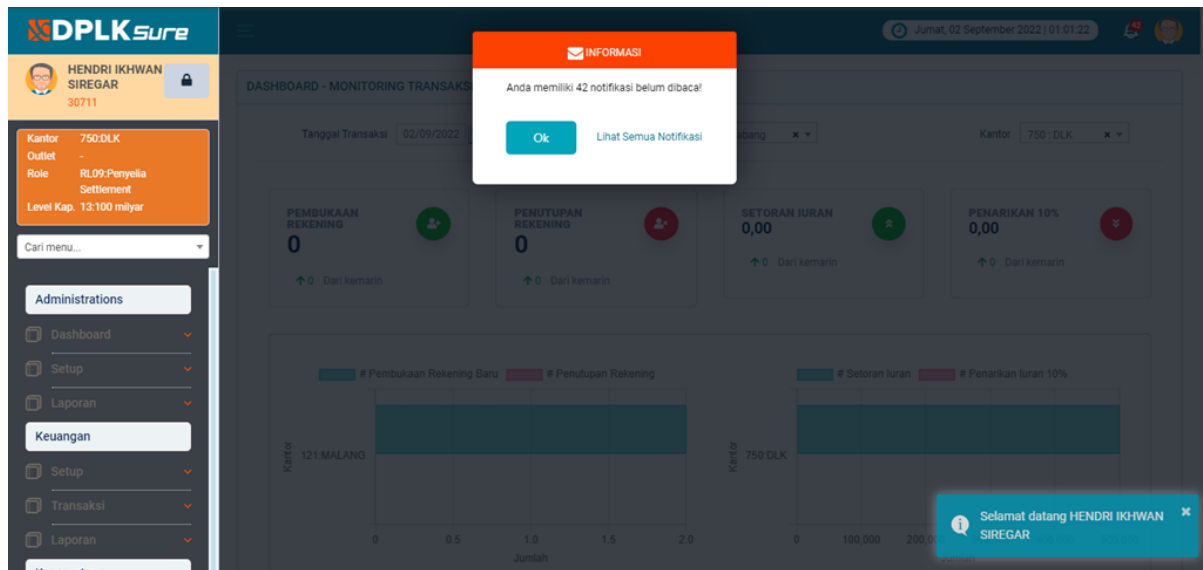 DPLKsure
HENDRI IKHWAN
SIREGAR
30711
Kantor 750:DLK
Outlet -
Role RL09:Penyelia
Settlement
Level Kap. 13:100 milyar
Cari menu...
Administrations
Dashboard
Setup
Laporan
Keuangan
Setup
Transaksi
Laporan
Jumat, 02 September 2022 | 01:01:22
42
INFORMASI
Anda memiliki 42 notifikasi belum dibaca!
Ok Lihat Semua Notifikasi
DASHBOARD - MONITORING TRANSAKSI
Tanggal Transaksi 02/09/2022
abang
Kantor 750 : DLK
PEMBUKAAN
REKENING
0
0 Dari kemarin
PENUTUPAN
REKENING
0
0 Dari kemarin
SETORAN IURAN
0,00
0 Dari kemarin
PENARIKAN 10%
0,00
0 Dari kemarin
# Pembukaan Rekening Baru # Penutupan Rekening
Kantor
121:MALANG
0 0.5 1.0 1.5 2.0
Jumlah
# Setoran Iuran # Penarikan Iuran 10%
Kantor
750:DLK
0 100,000 200,0
Selamat datang HENDRI IKHWAN
SIREGAR